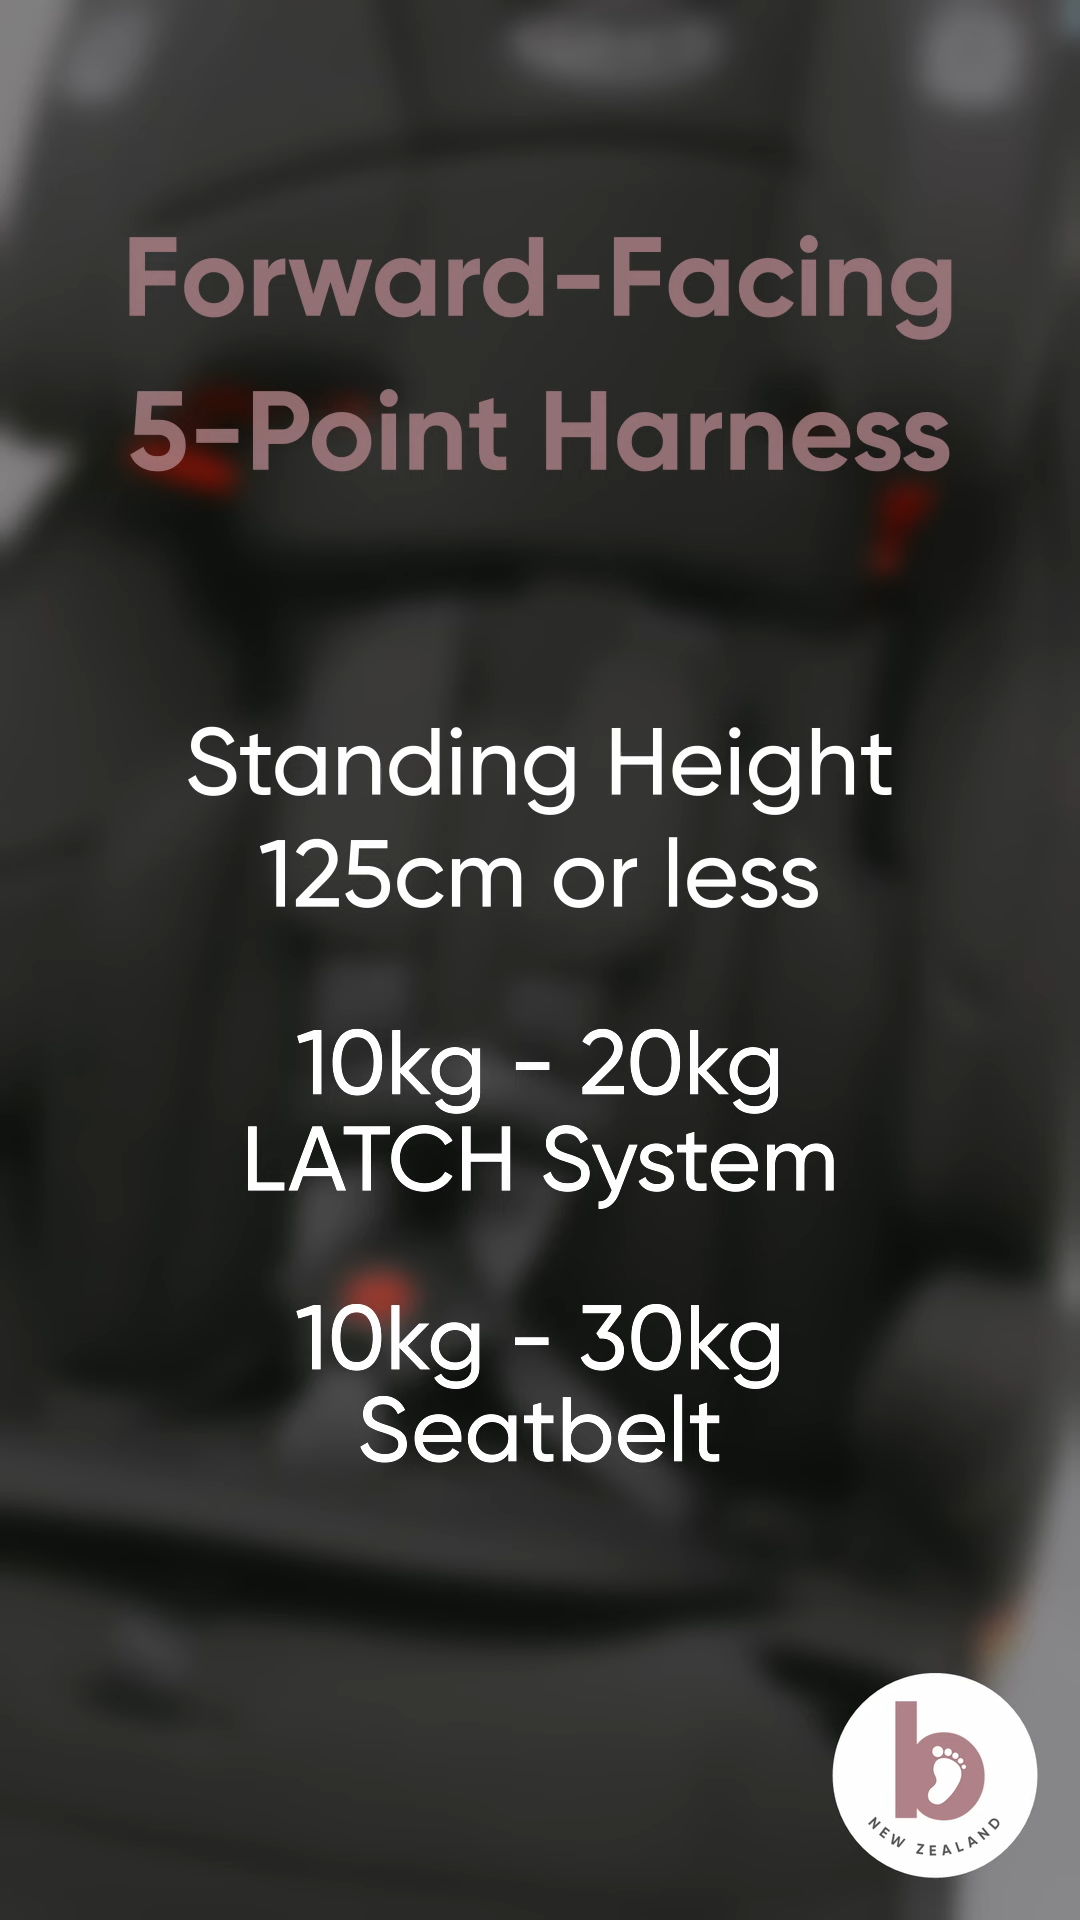 Forward-Facing
5-Point Harness
Standing Height
125cm or less
10kg - 20kg
LATCH System
10kg - 30kg
Seatbelt
b
NEW ZEALAND